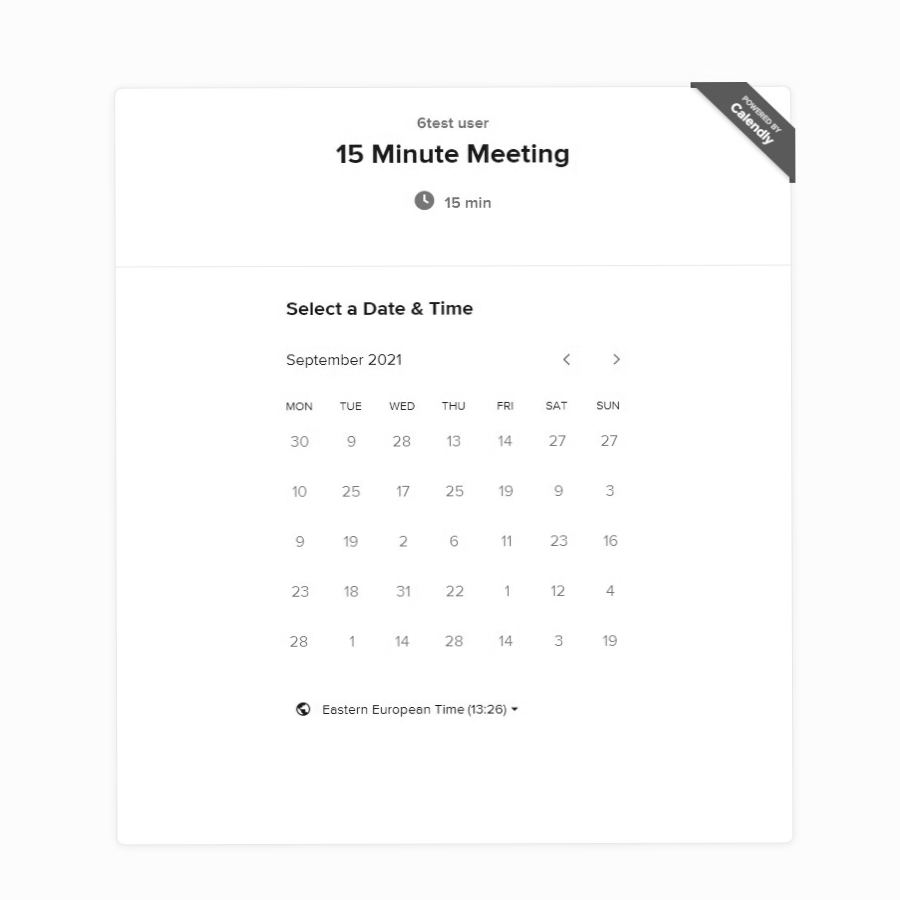 POWERED BY
Calendly
6test user
15 Minute Meeting
15 min
Select a Date & Time
September 2021
MON TUE WED THU FRI SAT SUN
30 9 28 13 14 27 27
10 25 17 25 19 9 3
9 19 2 6 11 23 16
23 18 31 22 1 12 4
28 1 14 28 14 3 19
Eastern European Time (13:26)